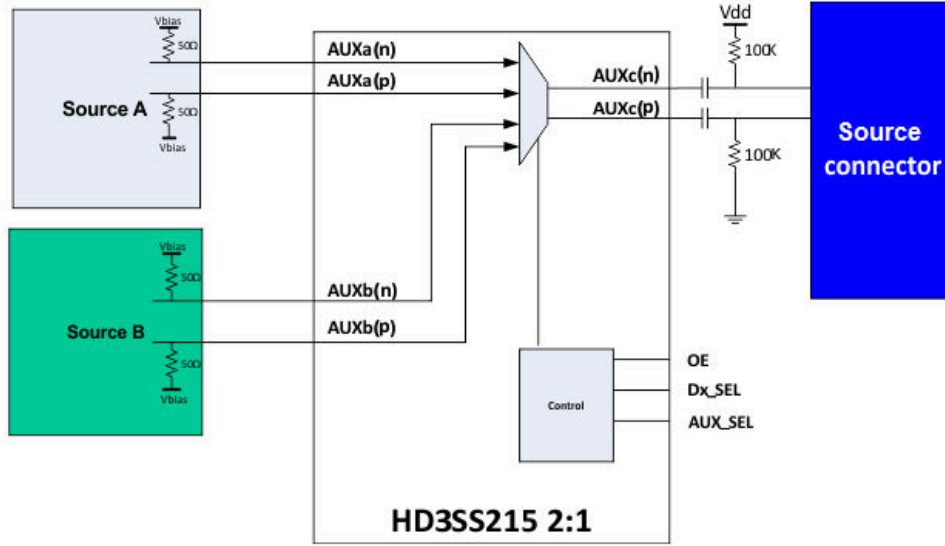 Vbias
50Ω
Source A
50Ω
Vbias
AUXa(n)
AUXa(p)
AUXc(n)
AUXc(p)
Vdd
100K
100K
Source
connector
Vbias
50Ω
Source B
50Ω
Vbias
AUXb(n)
AUXb(p)
Control
OE
Dx_SEL
AUX_SEL
HD3SS215 2:1